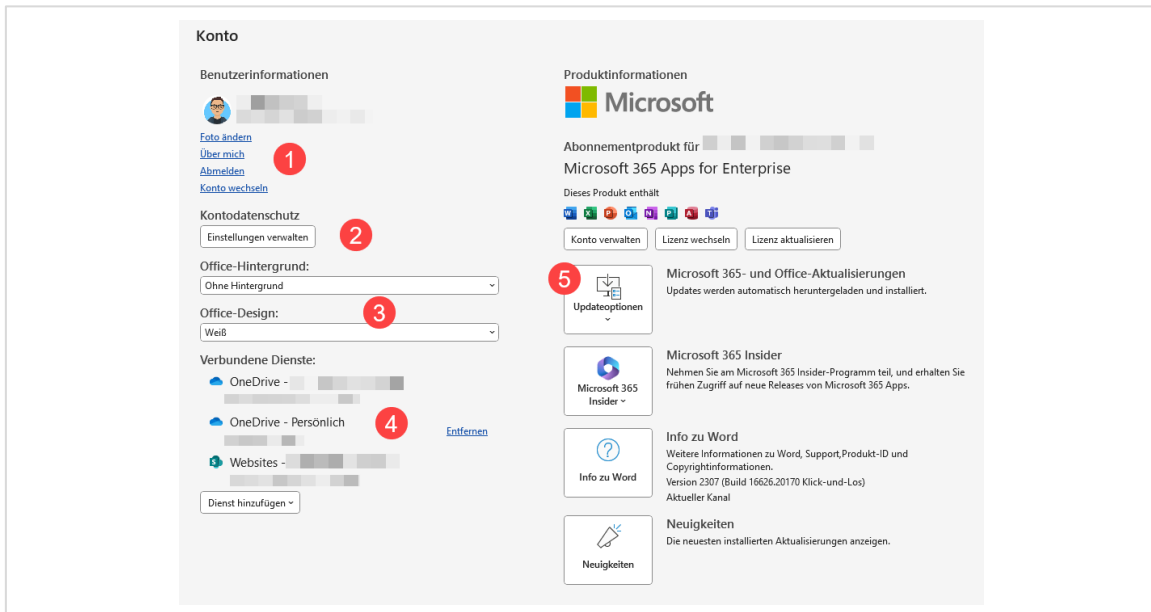 Konto
Benutzerinformationen
Foto ändern
Über mich
Abmelden
Konto wechseln
1
Kontodatenschutz
Einstellungen verwalten
2
Office-Hintergrund:
Ohne Hintergrund
3
Office-Design:
Weiß
Verbundene Dienste:
OneDrive -
OneDrive - Persönlich
4
Entfernen
Websites -
Dienst hinzufügen
Produktinformationen
Microsoft
Abonnementprodukt für
Microsoft 365 Apps for Enterprise
Dieses Produkt enthält
W X P O N P A T
Konto verwalten Lizenz wechseln Lizenz aktualisieren
5
Updateoptionen
Microsoft 365- und Office-Aktualisierungen
Updates werden automatisch heruntergeladen und installiert.
Microsoft 365
Insider
Microsoft 365 Insider
Nehmen Sie am Microsoft 365 Insider-Programm teil, und erhalten Sie
frühen Zugriff auf neue Releases von Microsoft 365 Apps.
Info zu Word
Info zu Word
Weitere Informationen zu Word, Support,Produkt-ID und
Copyrightinformationen.
Version 2307 (Build 16626.20170 Klick-und-Los)
Aktueller Kanal
Neuigkeiten
Neuigkeiten
Die neuesten installierten Aktualisierungen anzeigen.